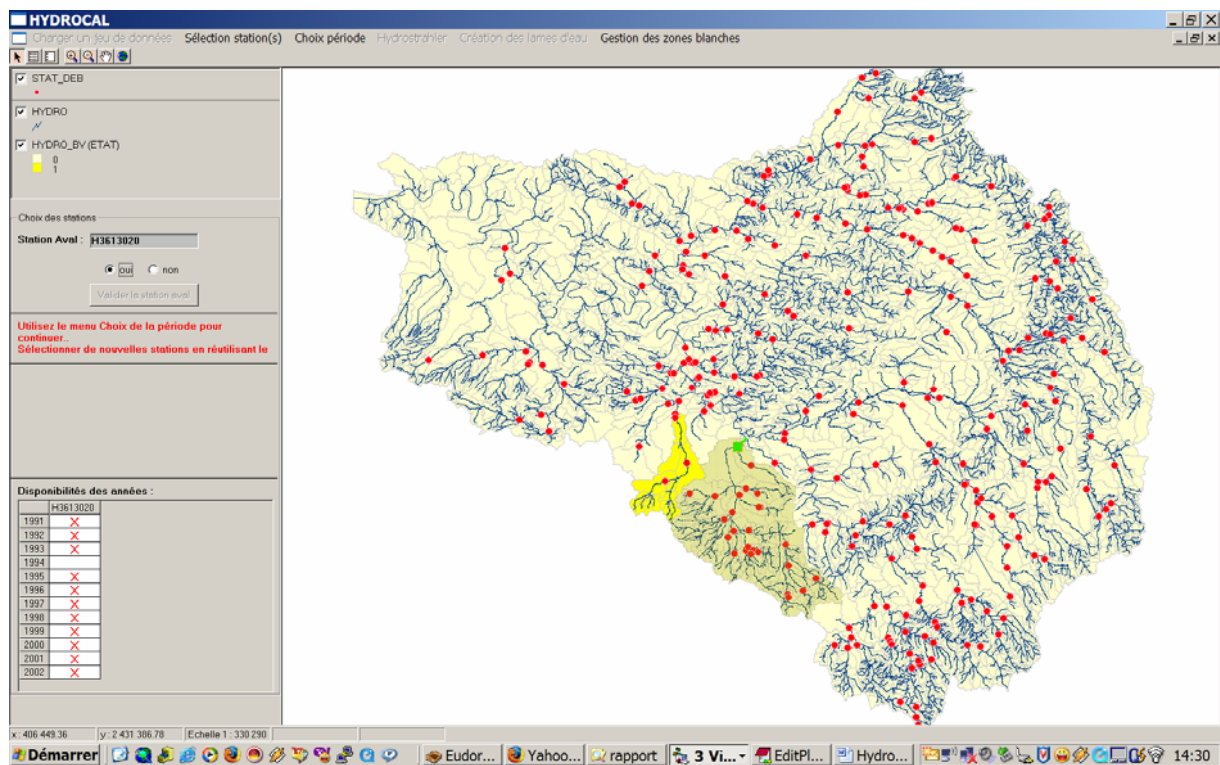 HYDROCAL
Charger un jeu de données Sélection station(s) Choix période Hydrostrahler Création des lames d'eau Gestion des zones blanches
STAT_DEB
HYDRO
HYDRO_BV (ETAT)
0
1
Choix des stations
Station Aval : H3613020
oui non
Valider la station aval
Utilisez le menu Choix de la période pour
continuer..
Sélectionner de nouvelles stations en réutilisant le
Disponibilités des années :
H3613020
1991 X
1992 X
1993 X
1994
1995 X
1996 X
1997 X
1998 X
1999 X
2000 X
2001 X
2002 X
x : 406 449.36 y : 2 431 386.78 Echelle 1 : 330 290
Démarrer Eudor... Yahoo... rapport 3 Vi... EditPl... Hydro... 14:30